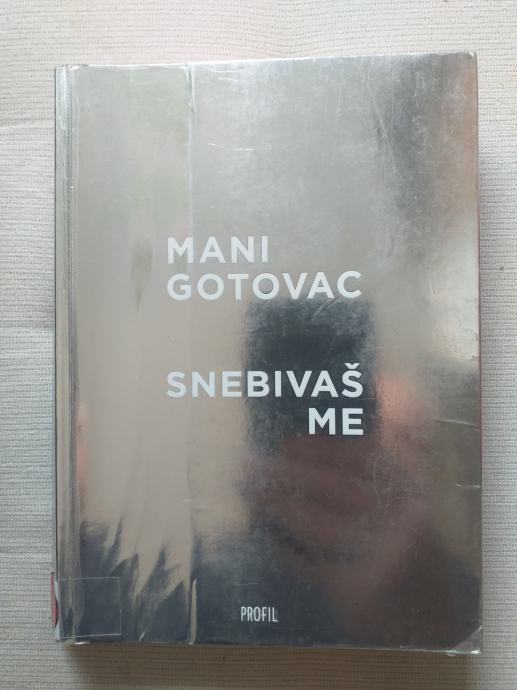 MANI
GOTOVAC
SNEBIVAŠ
ME
PROFIL